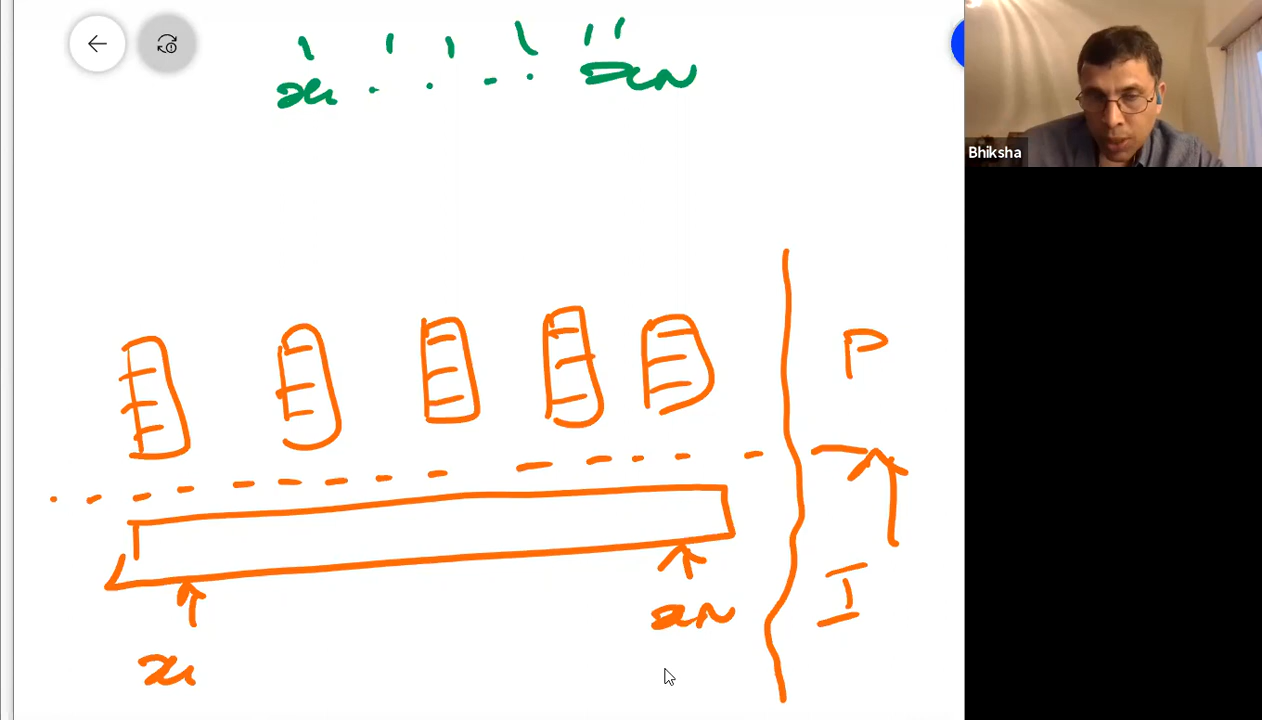 x1 . . - . xN
Bhiksha
P
I
xN
x1